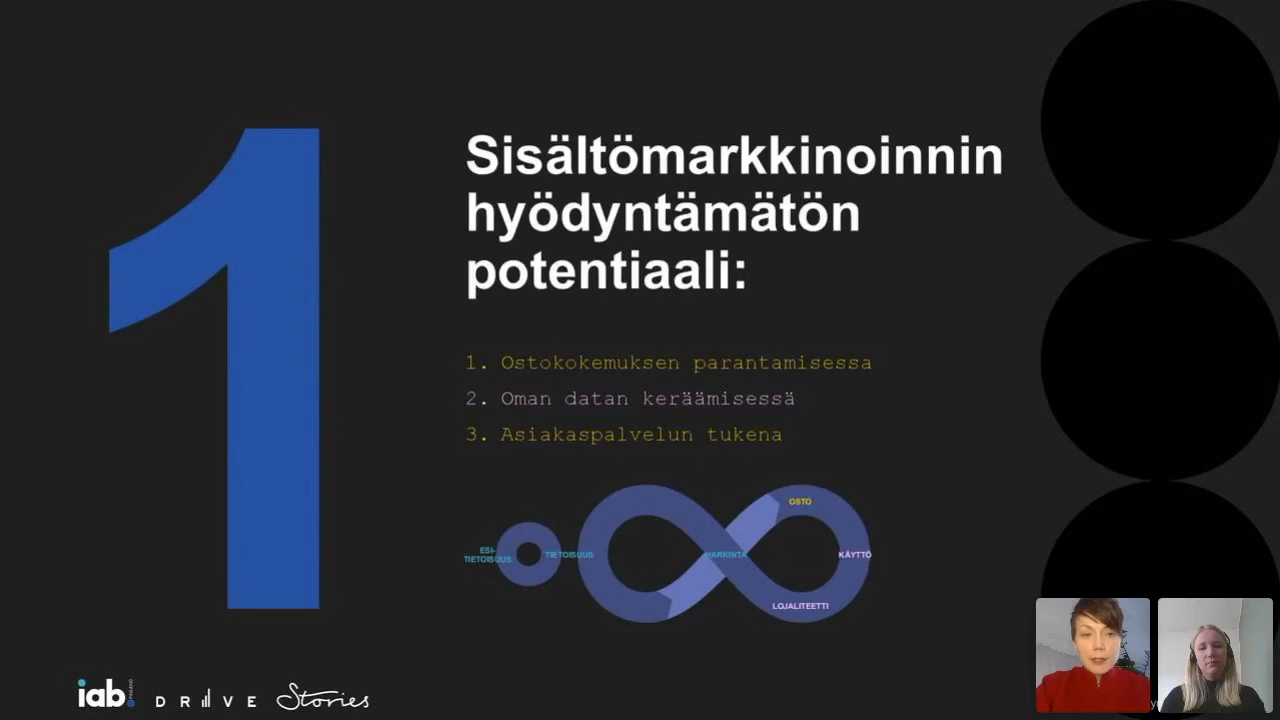 1
Sisältömarkkinoinnin
hyödyntämätön
potentiaali:
1. Ostokokemuksen parantamisessa
2. Oman datan keräämisessä
3. Asiakaspalvelun tukena
OSTO
ESI-
TIETOISUUS
TIETOISUUS
HARKINTA
KÄYTTÖ
LOJALITEETTI
iab. FINLAND
DRIVE
Stories